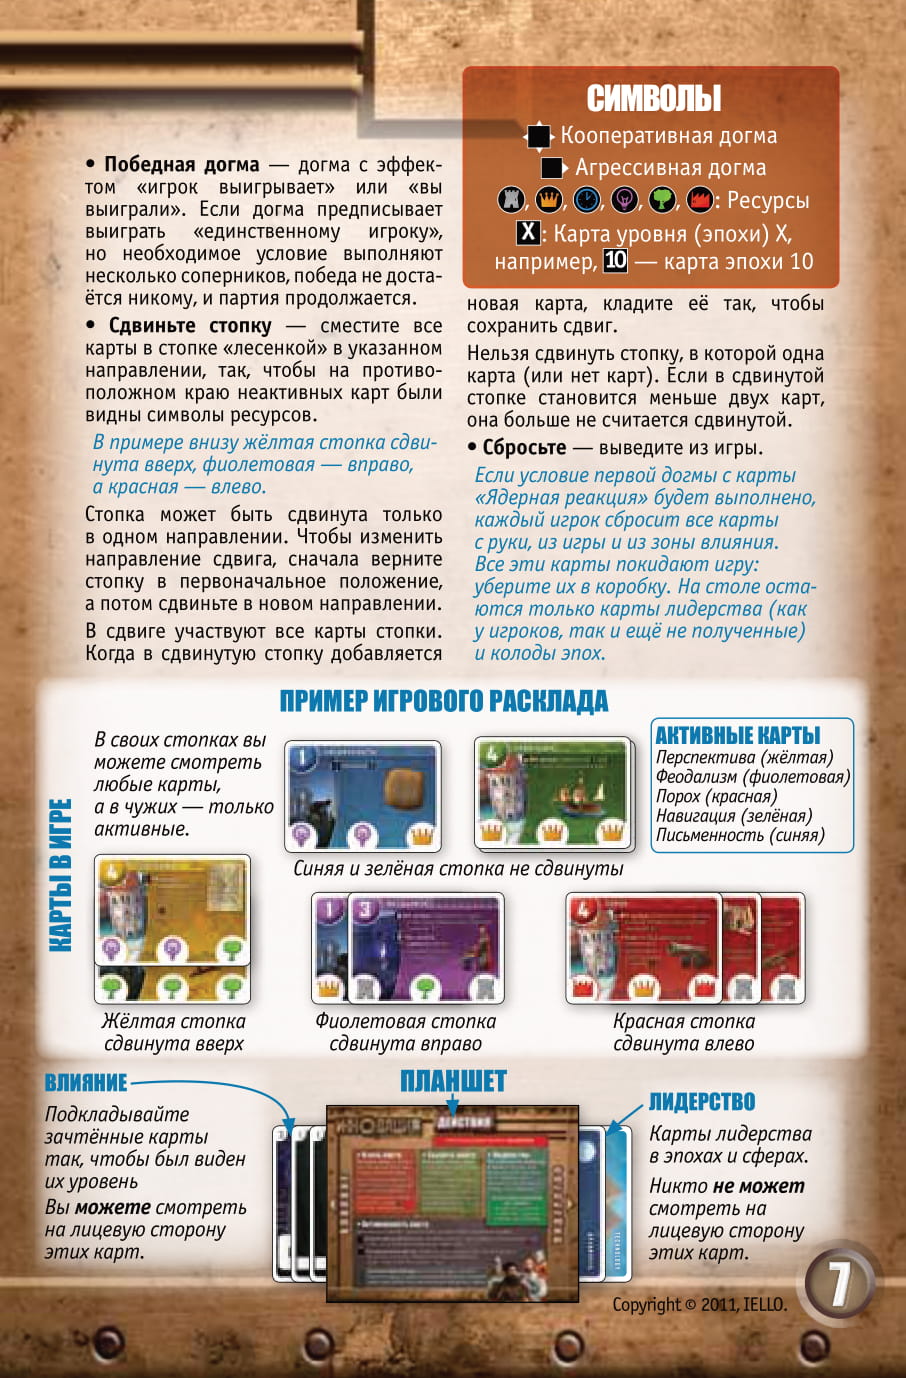 • Победная догма — догма с эффек-
том «игрок выигрывает» или «вы
выиграли». Если догма предписывает
выиграть «единственному игроку»,
но необходимое условие выполняют
несколько соперников, победа не доста-
ётся никому, и партия продолжается.
• Сдвиньте стопку — сместите все
карты в стопке «лесенкой» в указанном
направлении, так, чтобы на противо-
положном краю неактивных карт были
видны символы ресурсов.
В примере внизу жёлтая стопка сдви-
нута вверх, фиолетовая — вправо,
а красная — влево.
Стопка может быть сдвинута только
в одном направлении. Чтобы изменить
направление сдвига, сначала верните
стопку в первоначальное положение,
а потом сдвиньте в новом направлении.
В сдвиге участвуют все карты стопки.
Когда в сдвинутую стопку добавляется
СИМВОЛЫ
Кооперативная догма
Агрессивная догма
, , , , , : Ресурсы
X : Карта уровня (эпохи) X,
например, 10 — карта эпохи 10
новая карта, кладите её так, чтобы
сохранить сдвиг.
Нельзя сдвинуть стопку, в которой одна
карта (или нет карт). Если в сдвинутой
стопке становится меньше двух карт,
она больше не считается сдвинутой.
• Сбросьте — выведите из игры.
Если условие первой догмы с карты
«Ядерная реакция» будет выполнено,
каждый игрок сбросит все карты
с руки, из игры и из зоны влияния.
Все эти карты покидают игру:
уберите их в коробку. На столе оста-
ются только карты лидерства (как
у игроков, так и ещё не полученные)
и колоды эпох.
ПРИМЕР ИГРОВОГО РАСКЛАДА
КАРТЫ В ИГРЕ
В своих стопках вы
можете смотреть
любые карты,
а в чужих — только
активные.
1
4
АКТИВНЫЕ КАРТЫ
Перспектива (жёлтая)
Феодализм (фиолетовая)
Порох (красная)
Навигация (зелёная)
Письменность (синяя)
Синяя и зелёная стопка не сдвинуты
4
1
3
4
Жёлтая стопка
сдвинута вверх
Фиолетовая стопка
сдвинута вправо
Красная стопка
сдвинута влево
ВЛИЯНИЕ
Подкладывайте
зачтённые карты
так, чтобы был виден
их уровень
Вы можете смотреть
на лицевую сторону
этих карт.
ПЛАНШЕТ
ИННОВАЦИЯ
ДЕЙСТВИЯ
TECHNOLOGY
ЛИДЕРСТВО
Карты лидерства
в эпохах и сферах.
Никто не может
смотреть на
лицевую сторону
этих карт.
7
Copyright © 2011, IELLO.